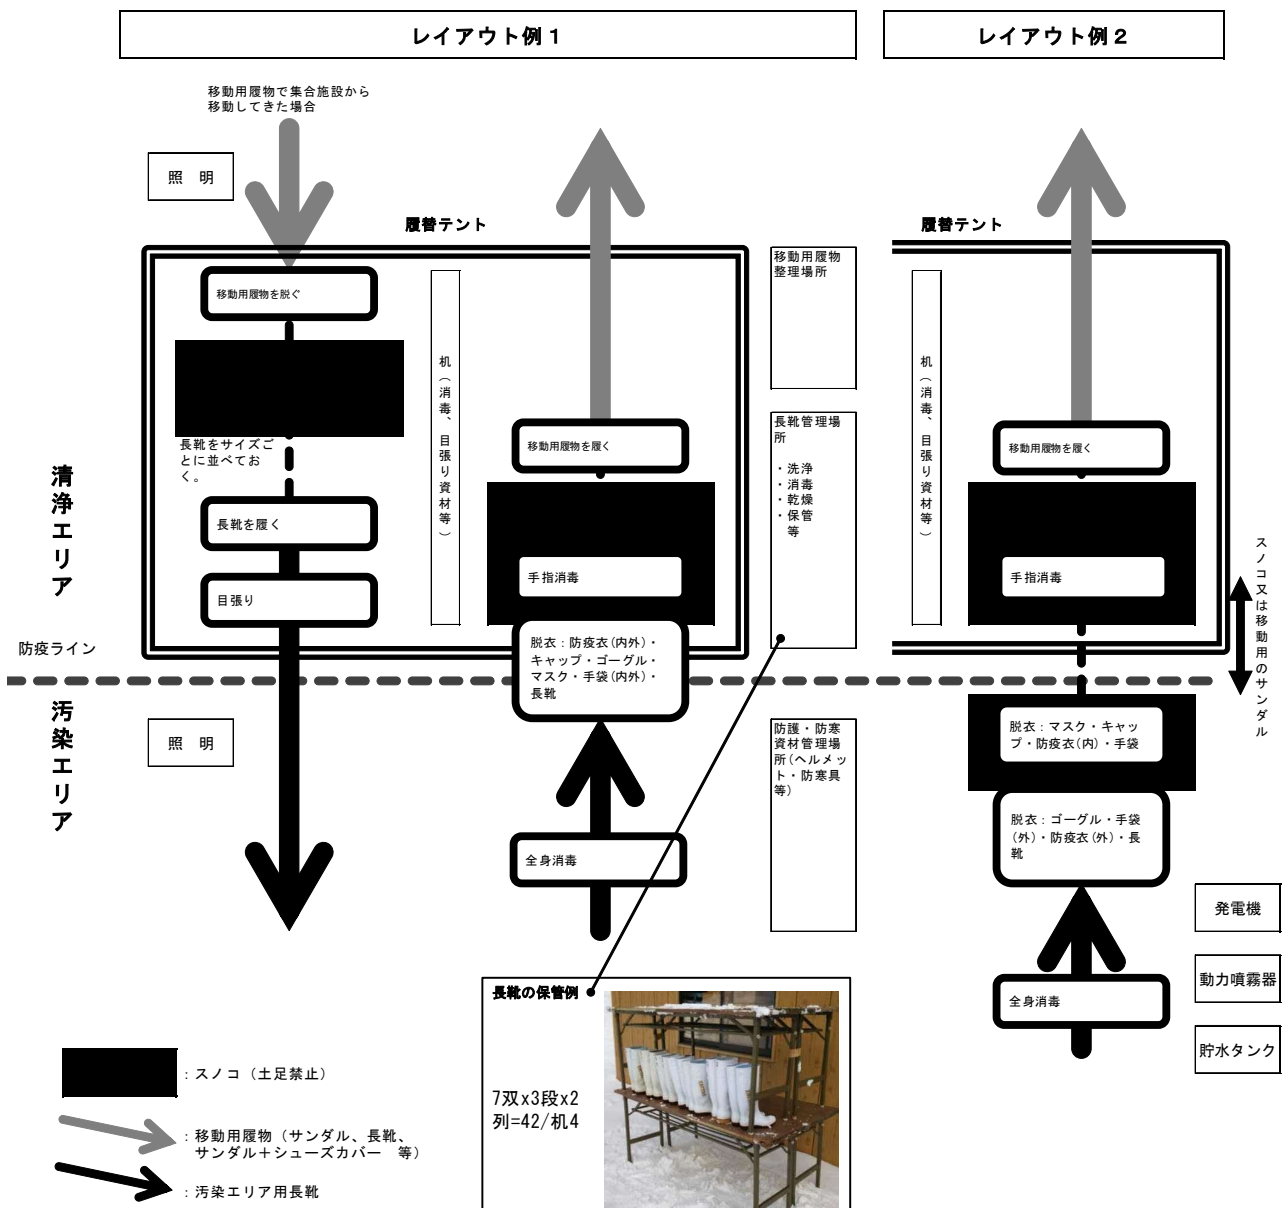 レイアウト例１
レイアウト例２
移動用履物で集合施設から
移動してきた場合
照　明
履替テント
移動用履物を脱ぐ
長靴をサイズご
とに並べてお
く。
長靴を履く
目張り
机（消毒、目張り資材等）
移動用履物を履く
手指消毒
脱衣：防疫衣(内外)・
キャップ・ゴーグル・
マスク・手袋(内外)・
長靴
全身消毒
移動用履物
整理場所
長靴管理場
所
・洗浄
・消毒
・乾燥
・保管
等
防護・防寒
資材管理場
所(ヘルメッ
ト・防寒具
等)
清浄エリア
防疫ライン
汚染エリア
照　明
履替テント
机（消毒、目張り資材等）
移動用履物を履く
手指消毒
脱衣：マスク・キャッ
プ・防疫衣(内)・手袋
脱衣：ゴーグル・手袋
(外)・防疫衣(外)・長
靴
全身消毒
スノコ又は移動用のサンダル
発電機
動力噴霧器
貯水タンク
長靴の保管例
7双x3段x2
列=42/机4
：スノコ（土足禁止）
：移動用履物（サンダル、長靴、
サンダル＋シューズカバー　等）
：汚染エリア用長靴